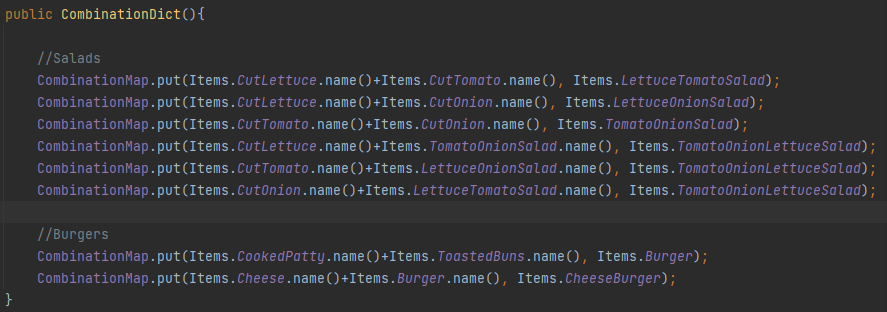 public CombinationDict(){
//Salads
CombinationMap.put(Items.CutLettuce.name()+Items.CutTomato.name(), Items.LettuceTomatoSalad);
CombinationMap.put(Items.CutLettuce.name()+Items.CutOnion.name(), Items.LettuceOnionSalad);
CombinationMap.put(Items.CutTomato.name()+Items.CutOnion.name(), Items.TomatoOnionSalad);
CombinationMap.put(Items.CutLettuce.name()+Items.TomatoOnionSalad.name(), Items.TomatoOnionLettuceSalad);
CombinationMap.put(Items.CutTomato.name()+Items.LettuceOnionSalad.name(), Items.TomatoOnionLettuceSalad);
CombinationMap.put(Items.CutOnion.name()+Items.LettuceTomatoSalad.name(), Items.TomatoOnionLettuceSalad);
//Burgers
CombinationMap.put(Items.CookedPatty.name()+Items.ToastedBuns.name(), Items.Burger);
CombinationMap.put(Items.Cheese.name()+Items.Burger.name(), Items.CheeseBurger);
}